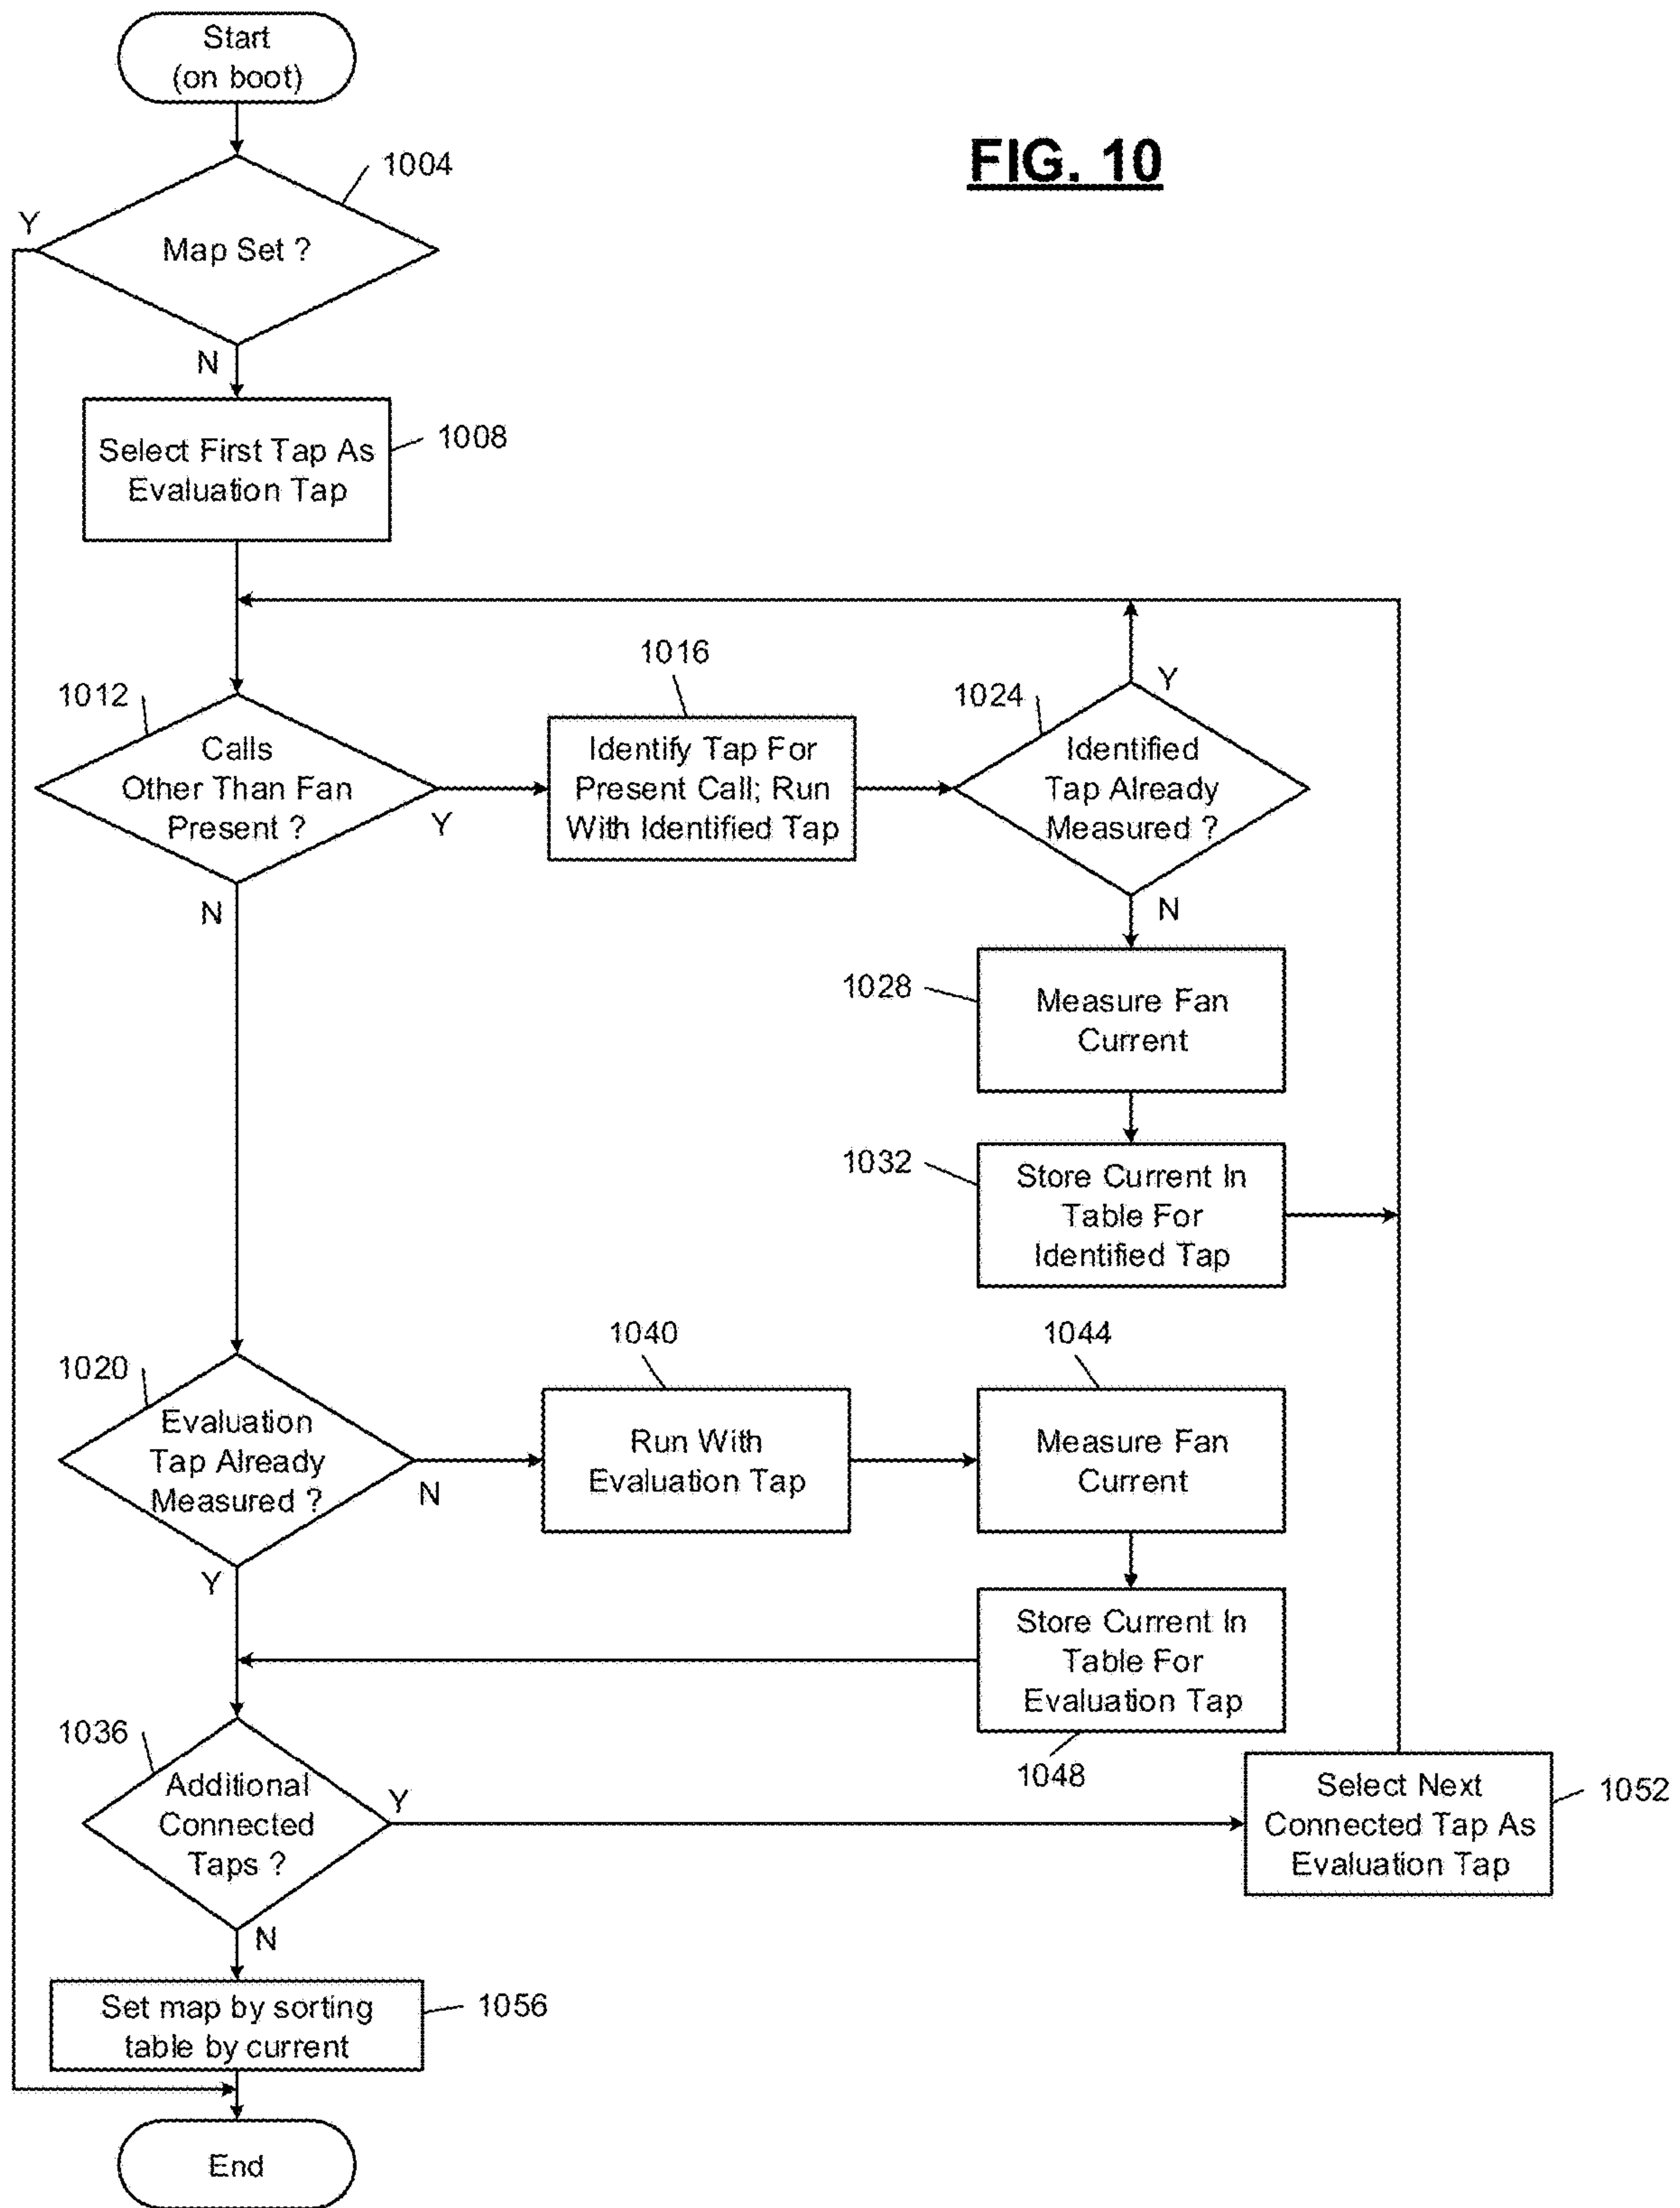 Start
(on boot)
FIG. 10
1004
Y
Map Set ?
N
Select First Tap As
Evaluation Tap
1008
1012
Calls
Other Than Fan
Present ?
Y
N
1016
Identify Tap For
Present Call; Run
With Identified Tap
1024
Y
Identified
Tap Already
Measured ?
N
1028
Measure Fan
Current
1032
Store Current In
Table For
Identified Tap
1020
Evaluation
Tap Already
Measured ?
N
Y
1040
Run With
Evaluation Tap
1044
Measure Fan
Current
Store Current In
Table For
Evaluation Tap
1048
1036
Additional
Connected
Taps ?
Y
N
Select Next
Connected Tap As
Evaluation Tap
1052
Set map by sorting
table by current
1056
End